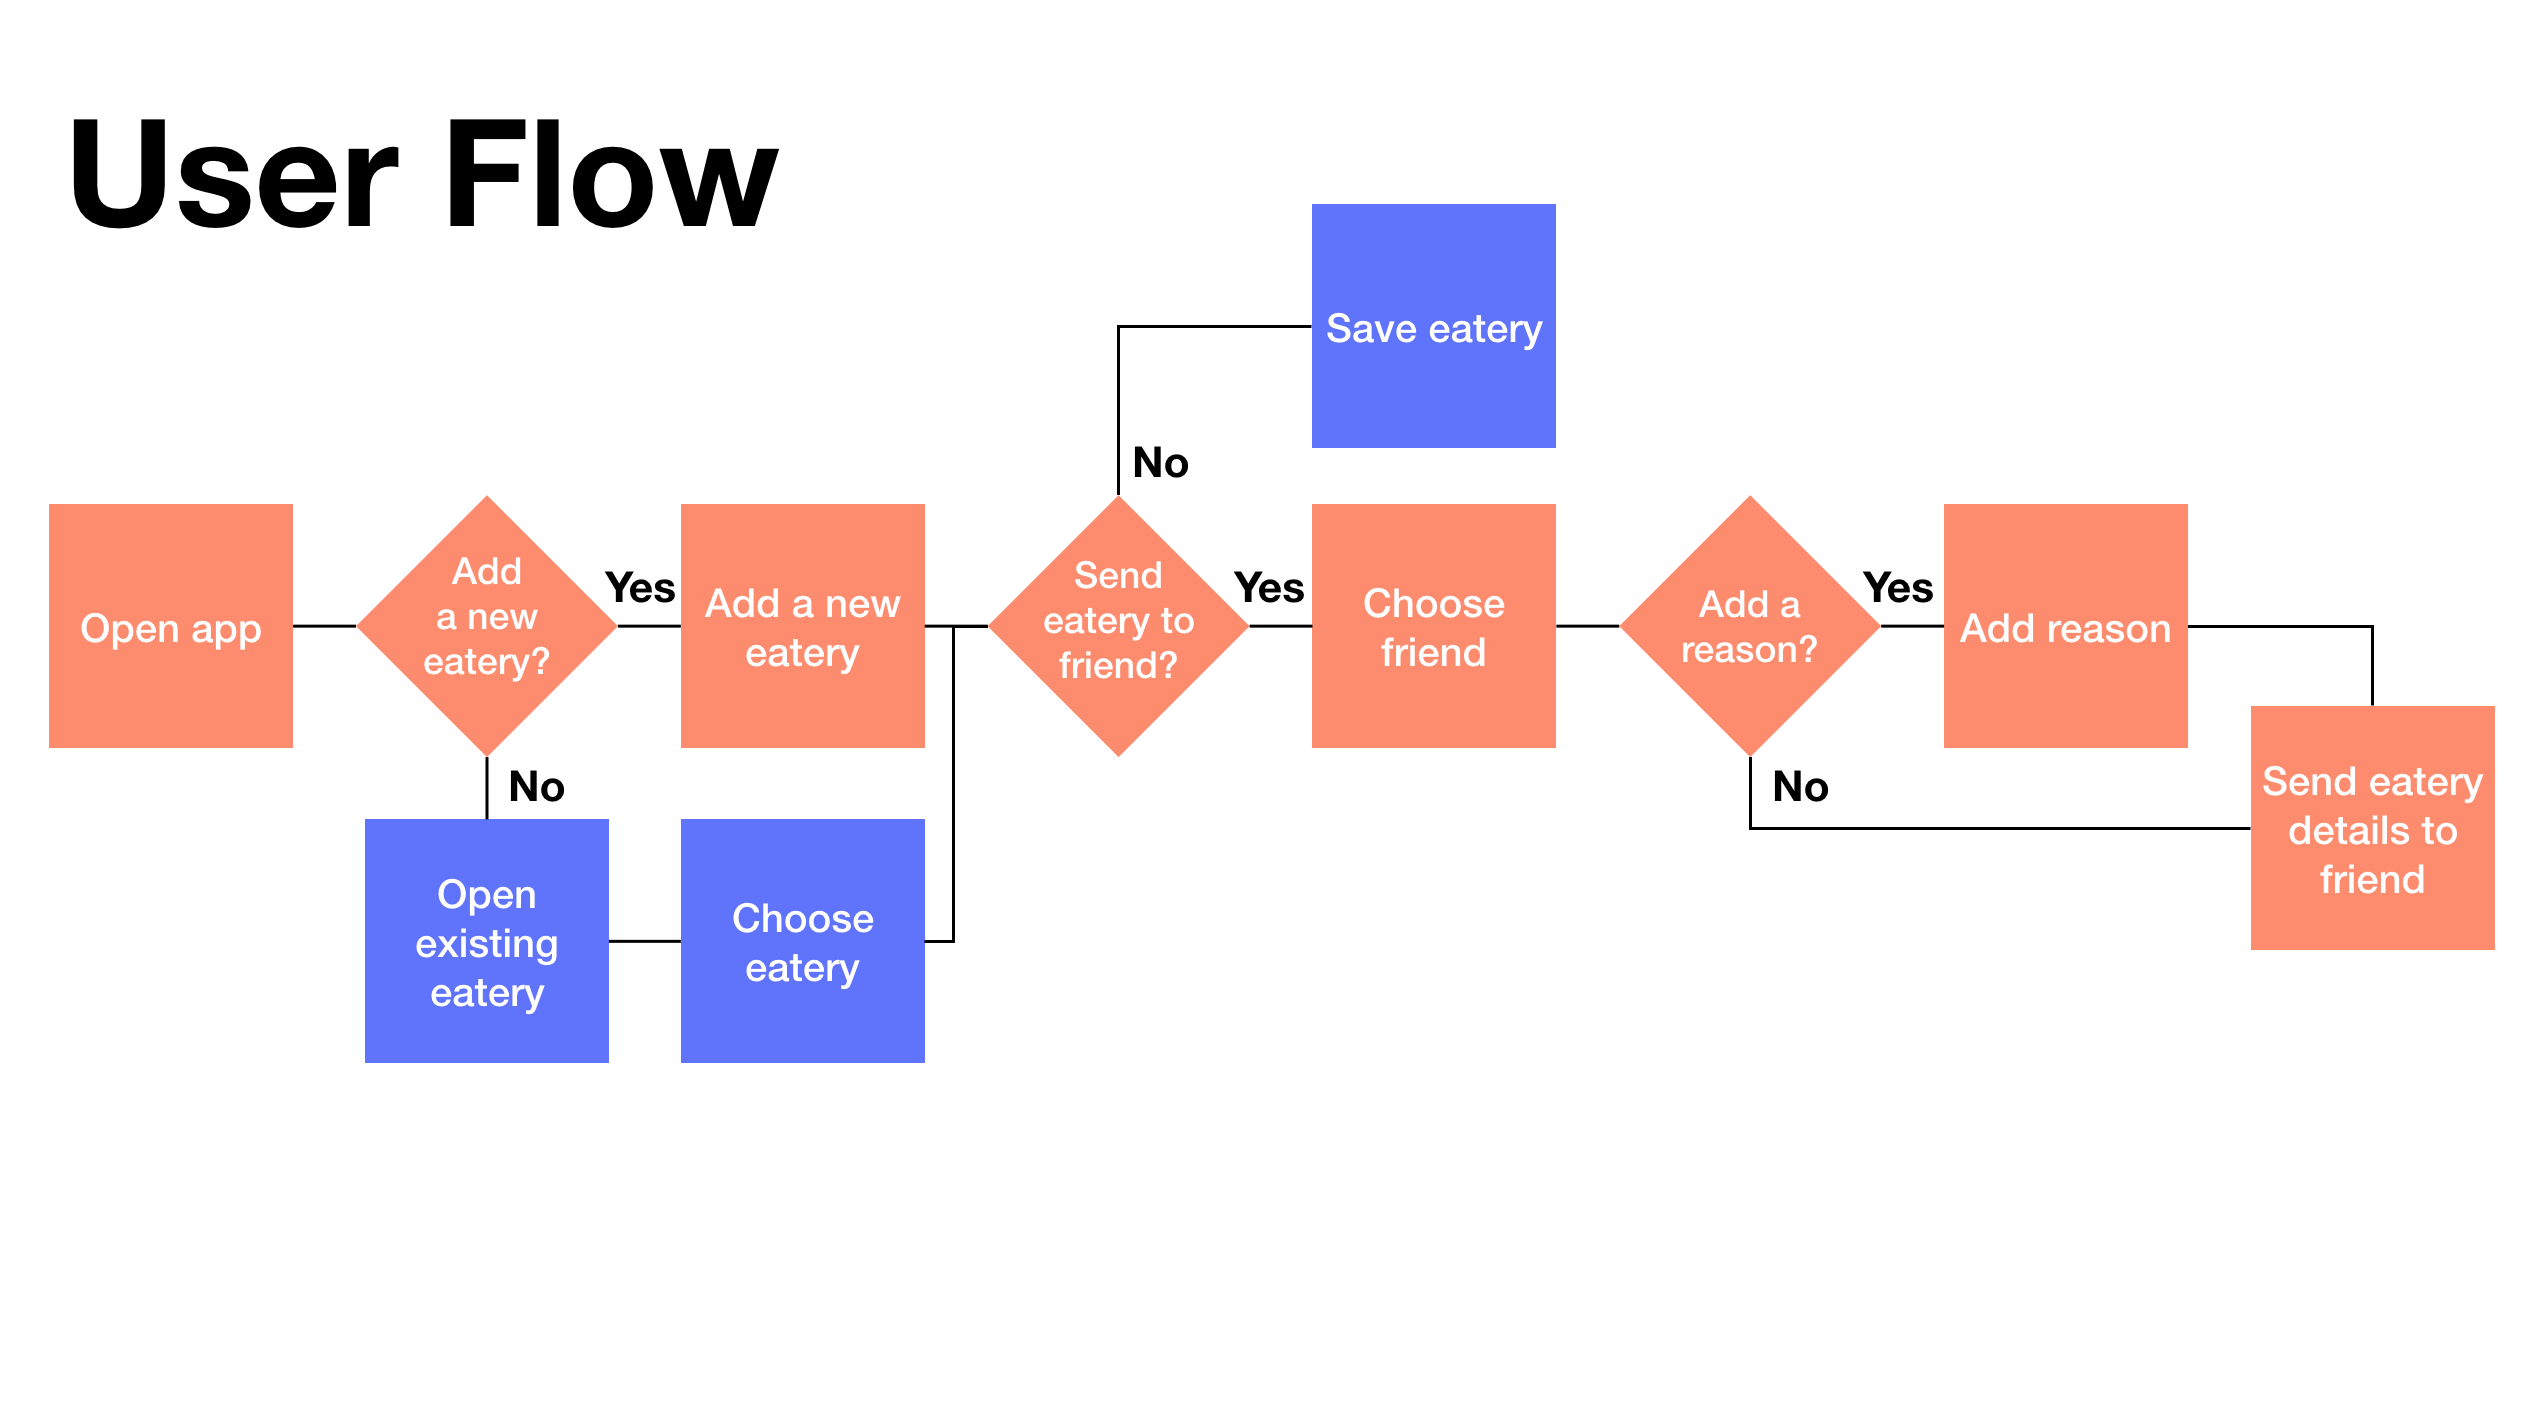 User Flow
Save eatery
No
Open app
Add
a new
eatery?
Yes
Add a new
eatery
Send
eatery to
friend?
Yes
Choose
friend
Add a
reason?
Yes
Add reason
No
Open
existing
eatery
Choose
eatery
No
Send eatery
details to
friend